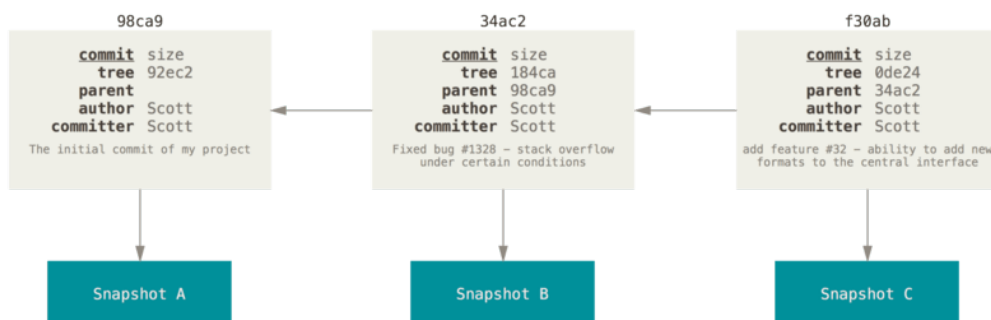 98ca9
commit size
tree 92ec2
parent
author Scott
committer Scott
The initial commit of my project
Snapshot A
34ac2
commit size
tree 184ca
parent 98ca9
author Scott
committer Scott
Fixed bug #1328 – stack overflow
under certain conditions
Snapshot B
f30ab
commit size
tree 0de24
parent 34ac2
author Scott
committer Scott
add feature #32 – ability to add new
formats to the central interface
Snapshot C